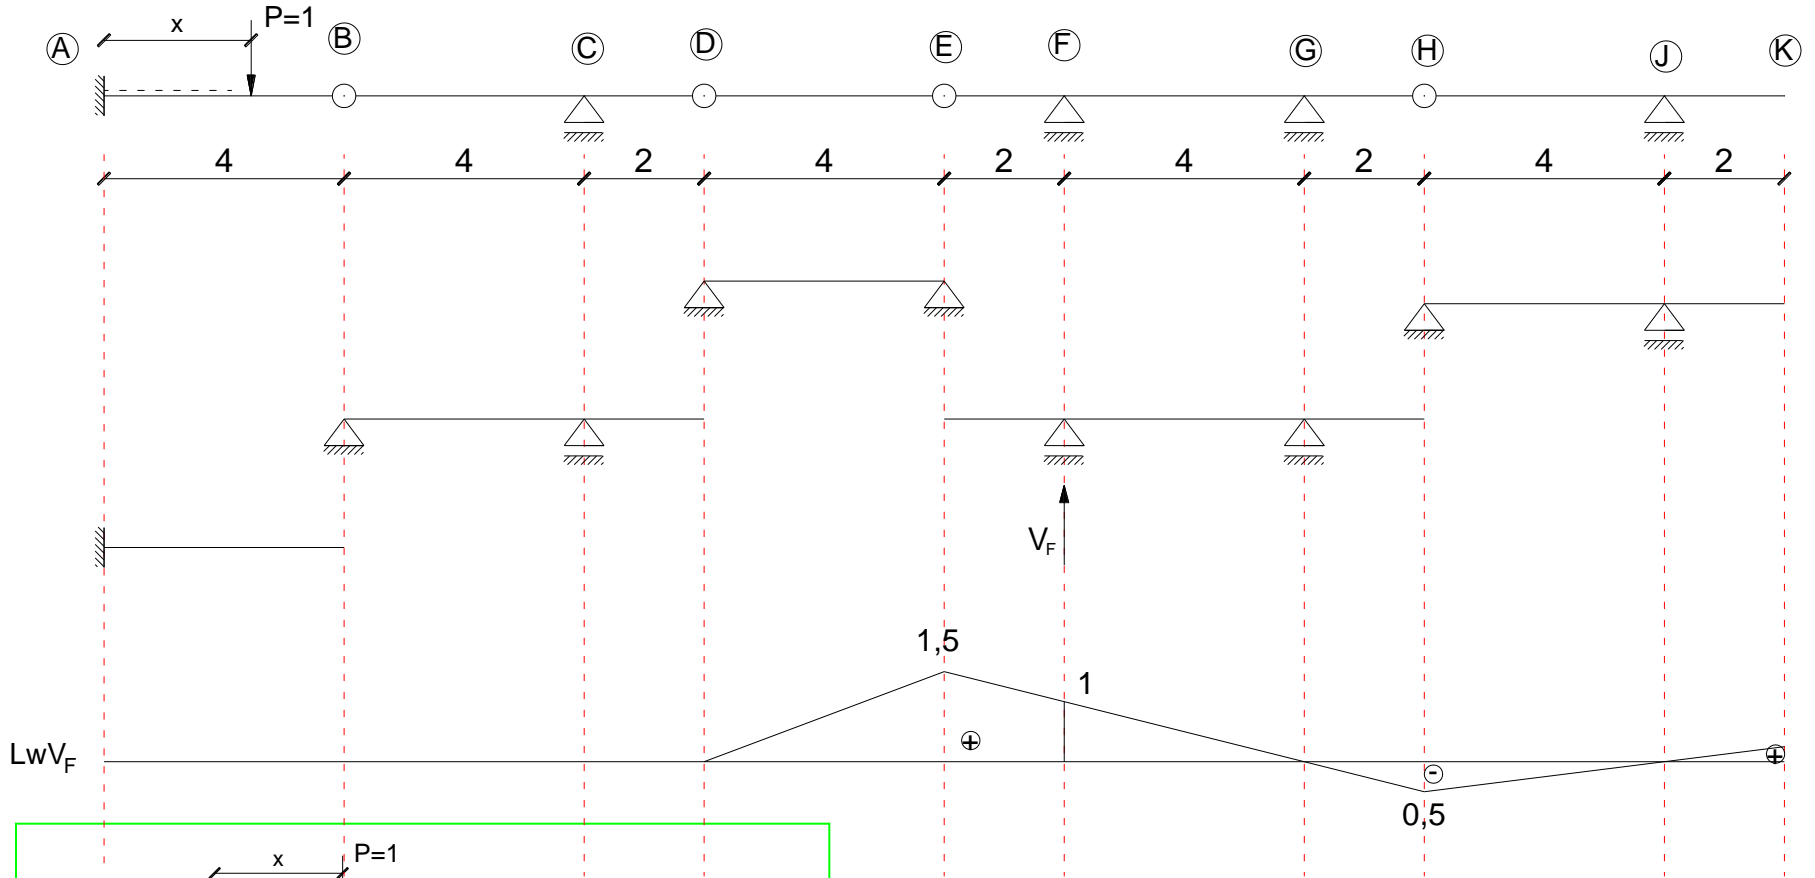 x P=1
A B C D E F G H J K
4 4 2 4 2 4 2 4 2
V_F
1,5
1
+
LwV_F
-
+
0,5
x P=1